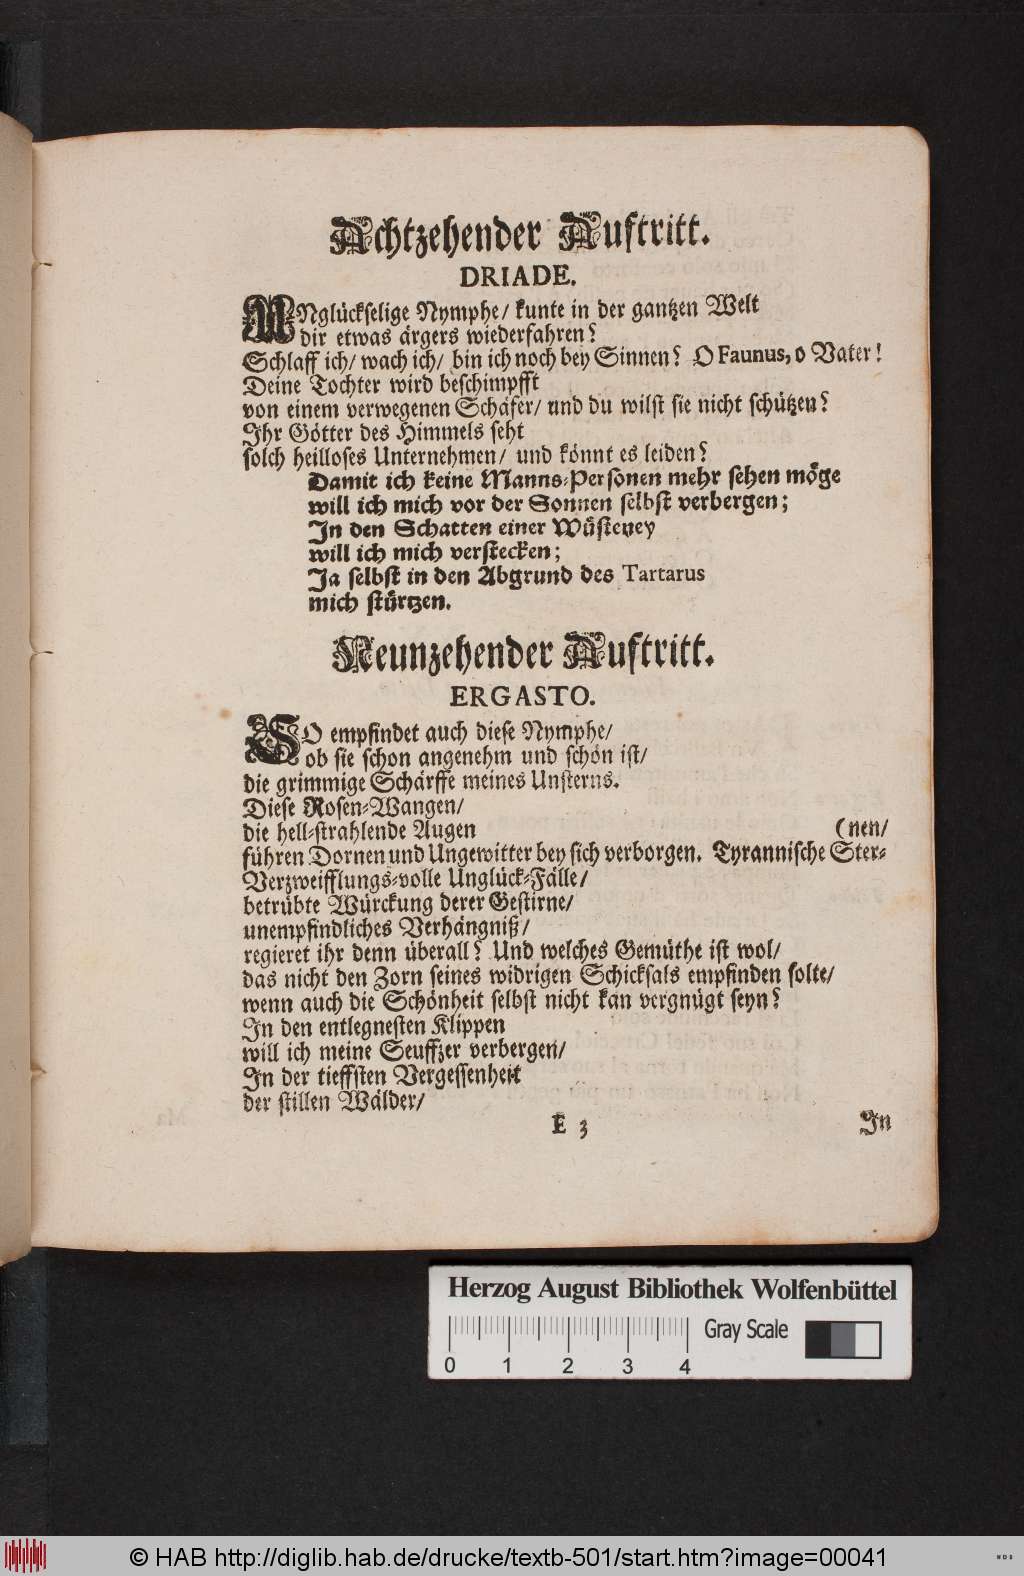 Achtzehender Auftritt.
DRIADE.
UNglückselige Nymphe/ kunte in der gantzen Welt
dir etwas ärgers wiederfahren?
Schlaff ich/ wach ich/ bin ich noch bey Sinnen? O Faunus, o Vater!
Deine Tochter wird beschimpfft
von einem verwegenen Schäfer/ und du wilst sie nicht schützen?
Ihr Götter des Himmels seht
solch heilloses Unternehmen/ und könnt es leiden?
Damit ich keine Manns-Personen mehr sehen möge
will ich mich vor der Sonnen selbst verbergen;
In den Schatten einer Wüsteney
will ich mich verstecken;
Ja selbst in den Abgrund des Tartarus
mich stürtzen.
Neunzehender Auftritt.
ERGASTO.
SO empfindet auch diese Nymphe/
ob sie schon angenehm und schön ist/
die grimmige Schärffe meines Unsterns.
Diese Rosen-Wangen/
die hell-strahlende Augen (nen/
führen Dornen und Ungewitter bey sich verborgen. Tyrannische Ster-
Verzweifflungs-volle Unglück-Fälle/
betrübte Würckung derer Gestirne/
unempfindliches Verhängniß/
regieret ihr denn überall? Und welches Gemüthe ist wol/
das nicht den Zorn seines widrigen Schicksals empfinden solte/
wenn auch die Schönheit selbst nicht kan vergnügt seyn?
In den entlegnesten Klippen
will ich meine Seuffzer verbergen/
In der tieffsten Vergessenheit
der stillen Wälder/
E 3 In
Herzog August Bibliothek Wolfenbüttel
Gray Scale
0 1 2 3 4
© HAB http://diglib.hab.de/drucke/textb-501/start.htm?image=00041